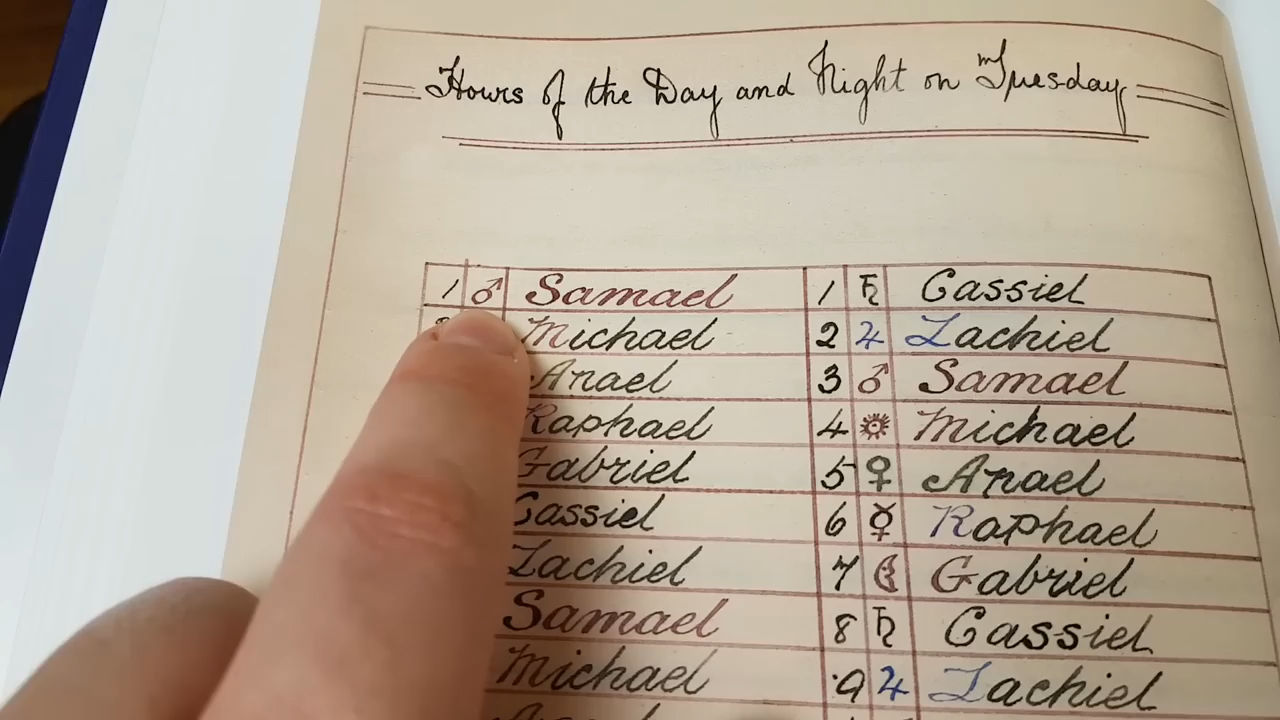 Hours of the Day and Night on Tuesday
1 ♂ Samael 1 ♄ Cassiel
Michael 2 ♃ Zachiel
Anael 3 ♂ Samael
Raphael 4 ☉ Michael
Gabriel 5 ♀ Anael
Cassiel 6 ☿ Raphael
Zachiel 7 ☾ Gabriel
Samael 8 ♄ Cassiel
Michael 9 ♃ Zachiel